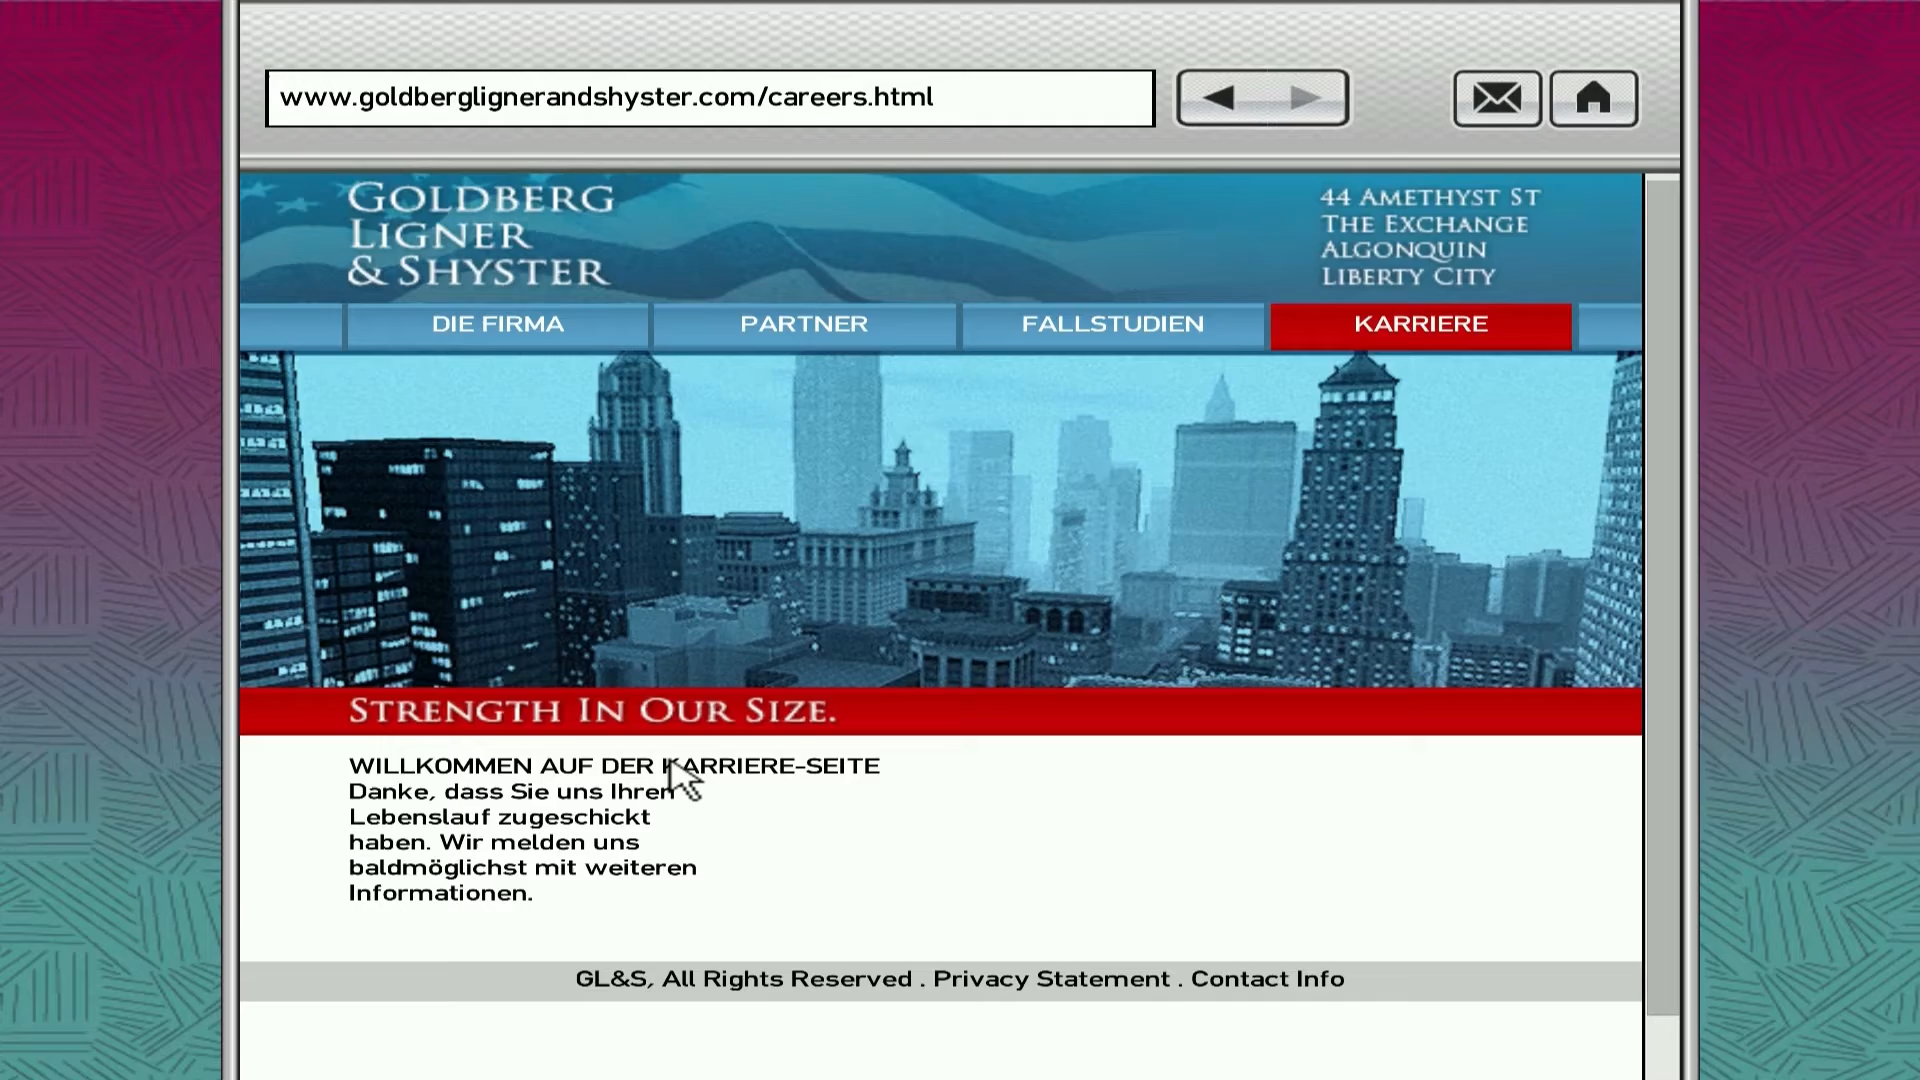 www.goldberglignerandshyster.com/careers.html
GOLDBERG
LIGNER
& SHYSTER
44 AMETHYST ST
THE EXCHANGE
ALGONQUIN
LIBERTY CITY
DIE FIRMA
PARTNER
FALLSTUDIEN
KARRIERE
STRENGTH IN OUR SIZE.
WILLKOMMEN AUF DER KARRIERE-SEITE
Danke, dass Sie uns Ihren
Lebenslauf zugeschickt
haben. Wir melden uns
baldmöglichst mit weiteren
Informationen.
GL&S, All Rights Reserved . Privacy Statement . Contact Info